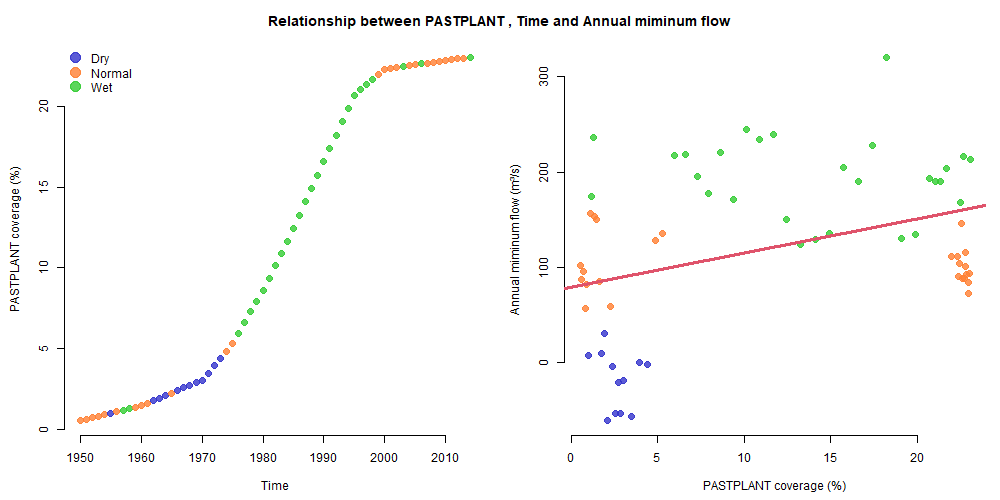 Relationship between PASTPLANT , Time and Annual miminum flow
Dry
Normal
Wet
PASTPLANT coverage (%)
20
15
10
5
0
1950 1960 1970 1980 1990 2000 2010
Time
Annual miminum flow (m³/s)
300
200
100
0
0 5 10 15 20
PASTPLANT coverage (%)